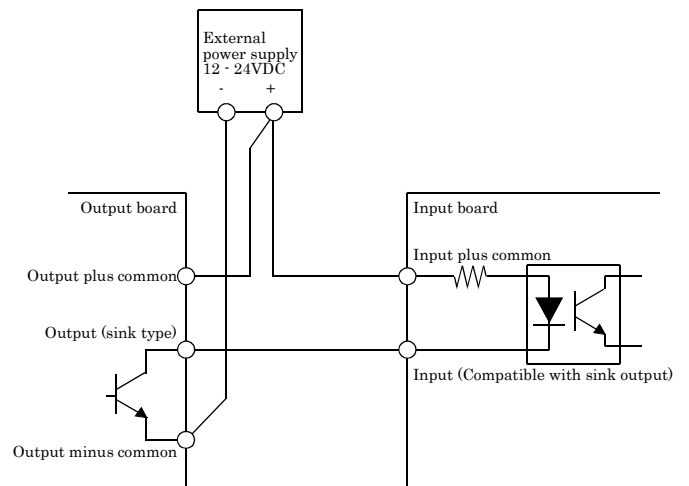 External
power supply
12 - 24VDC
- +
Output board
Input board
Input plus common
Output plus common
Output (sink type)
Input (Compatible with sink output)
Output minus common